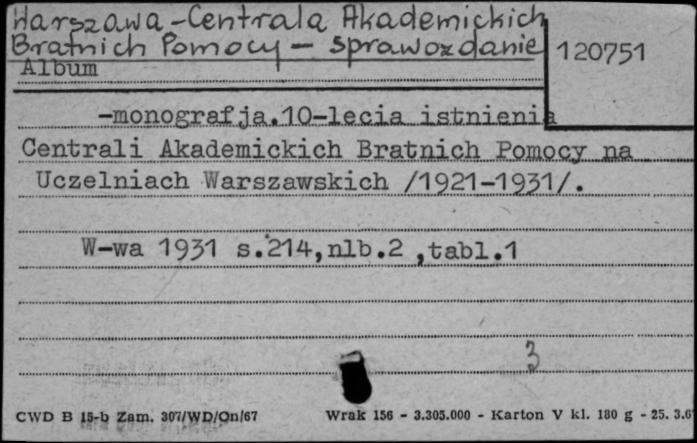 Warszawa-Centrala Akademickich
Bratnich Pomocy - sprawozdanie
120751
Album
-monografja.10-lecia istnienia
Centrali Akademickich Bratnich Pomocy na
Uczelniach Warszawskich /1921-1931/.
W-wa 1931 s.214,nlb.2 ,tabl.1
3
CWD B 15-b Zam. 307/WD/On/67 Wrak 156 - 3.305.000 - Karton V kl. 180 g - 25. 3.67